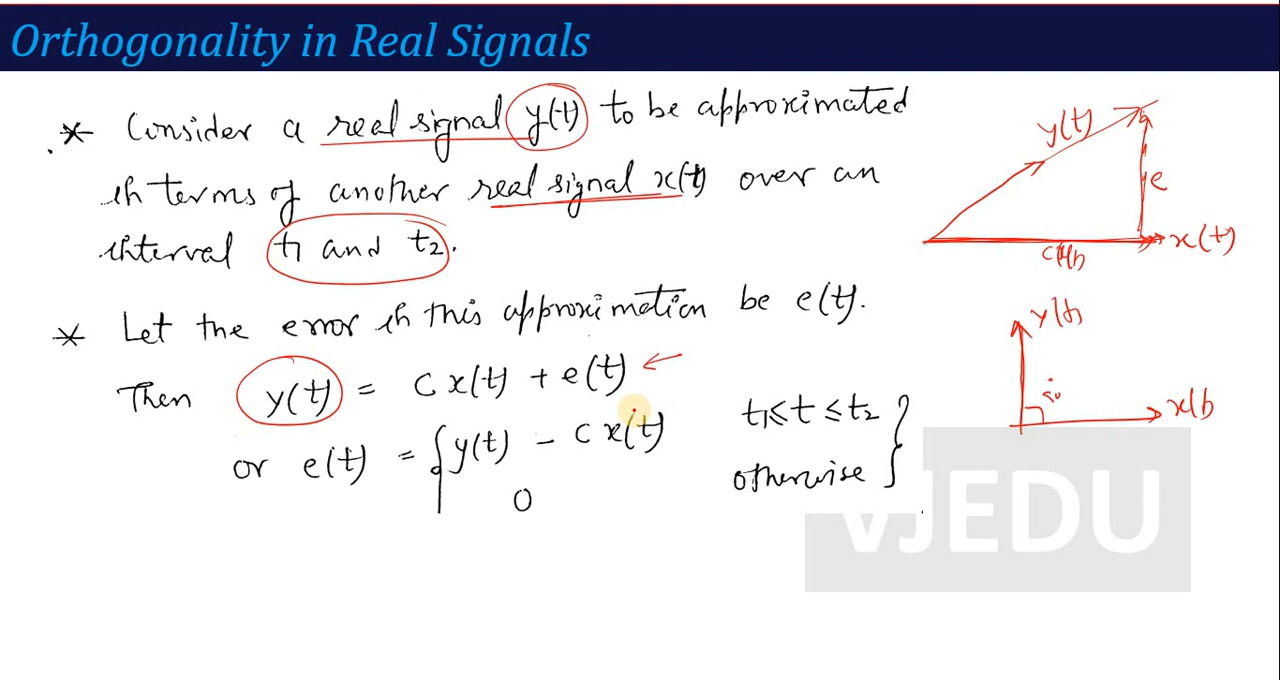 Orthogonality in Real Signals
* Consider a real signal y(t) to be approximated
in terms of another real signal x(t) over an
interval t1 and t2.
* Let the error in this approximation be e(t).
Then y(t) = C x(t) + e(t)
or e(t) = { y(t) - C x(t) t1 ≤ t ≤ t2 }
0 otherwise
y(t)
e
x(t)
y(t)
90°
x(t)
VJEDU